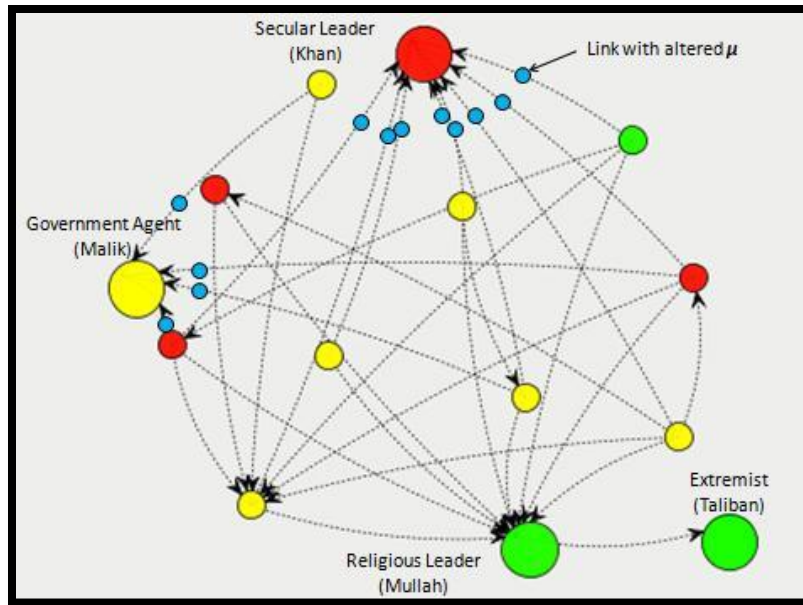 Secular Leader
(Khan)
Link with altered μ
Government Agent
(Malik)
Extremist
(Taliban)
Religious Leader
(Mullah)